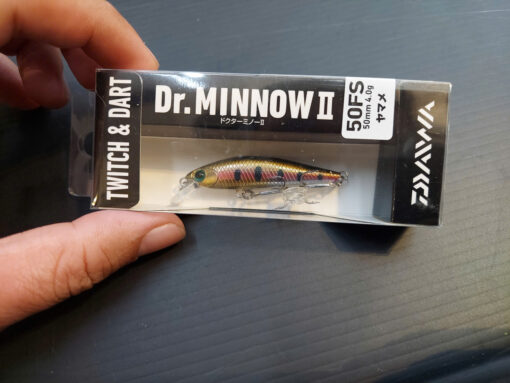 TWITCH & DART
Dr. MINNOW II
ドクターミノーII
50FS
50mm 4.0g
ヤマメ
DAIWA